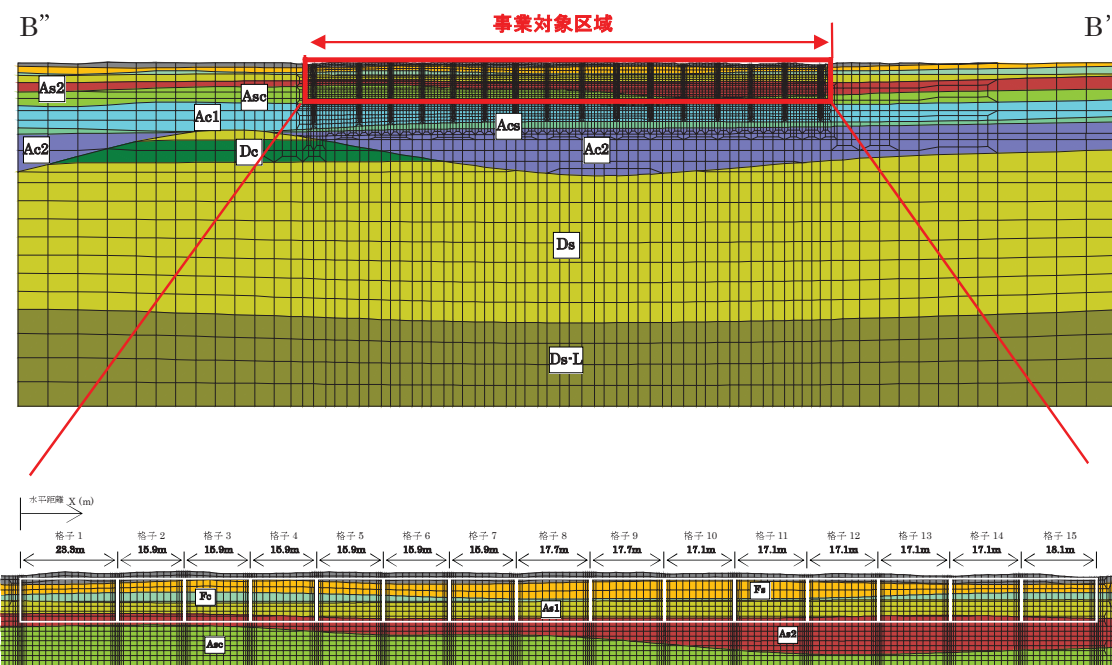 B” 事業対象区域 B’
As2
Asc
Ac1
Acs
Ac2 Dc Ac2
Ds
Ds-L
水平距離 X (m)
格子 1 格子 2 格子 3 格子 4 格子 5 格子 6 格子 7 格子 8 格子 9 格子 10 格子 11 格子 12 格子 13 格子 14 格子 15
23.3m 15.9m 15.9m 15.9m 15.9m 15.9m 15.9m 17.7m 17.7m 17.1m 17.1m 17.1m 17.1m 17.1m 18.1m
Fc Fs
As1
As2
Asc